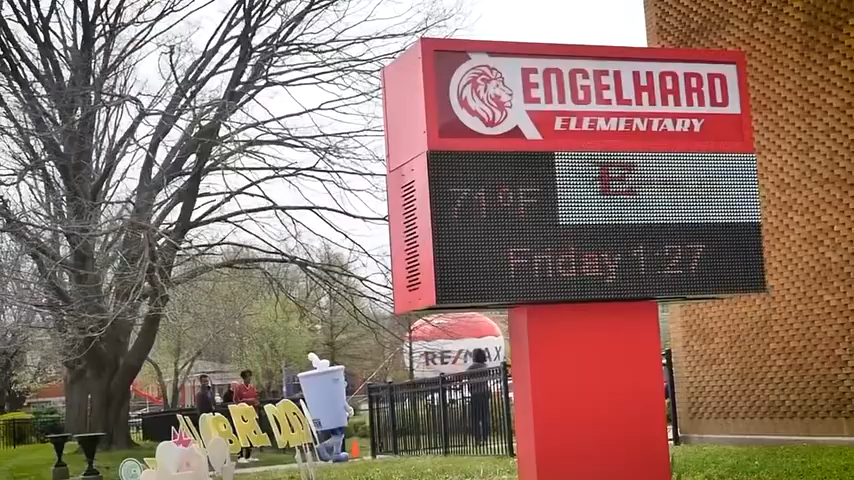 ENGELHARD
ELEMENTARY
E
71°F
Friday 1:27
RE/MAX